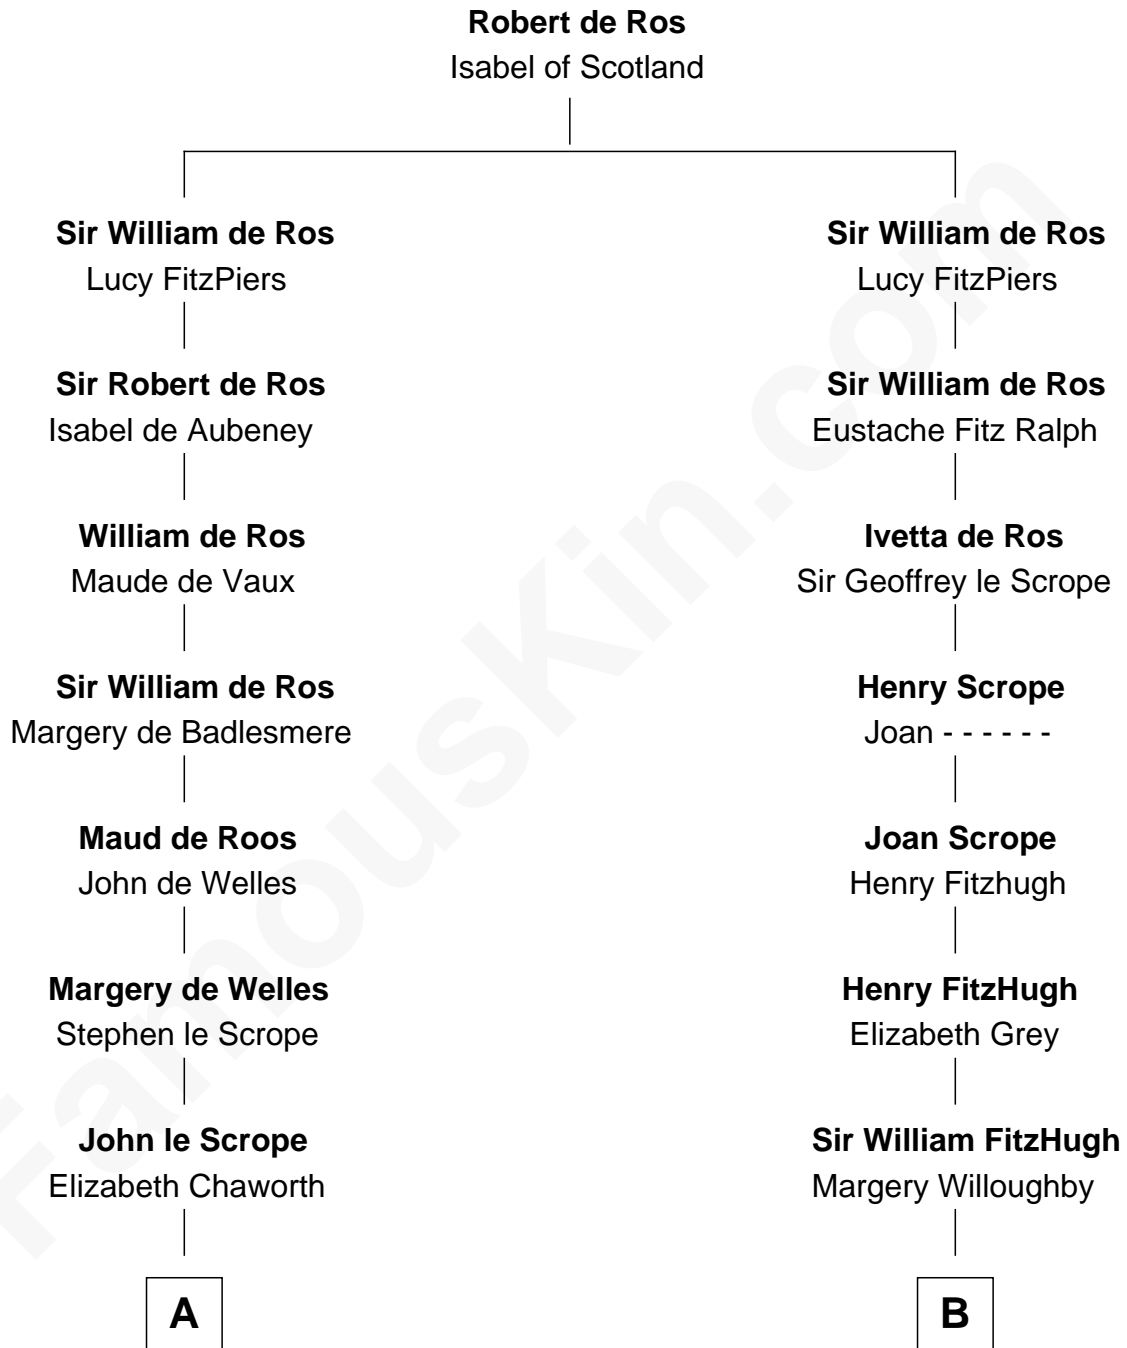 Robert de Ros
Isabel of Scotland
Sir William de Ros
Lucy FitzPiers
Sir William de Ros
Lucy FitzPiers
Sir Robert de Ros
Isabel de Aubeney
Sir William de Ros
Eustache Fitz Ralph
William de Ros
Maude de Vaux
Ivetta de Ros
Sir Geoffrey le Scrope
Sir William de Ros
Margery de Badlesmere
Henry Scrope
Joan - - - - - -
Maud de Roos
John de Welles
Joan Scrope
Henry Fitzhugh
Margery de Welles
Stephen le Scrope
Henry FitzHugh
Elizabeth Grey
John le Scrope
Elizabeth Chaworth
Sir William FitzHugh
Margery Willoughby
A
B
FamousKin.com